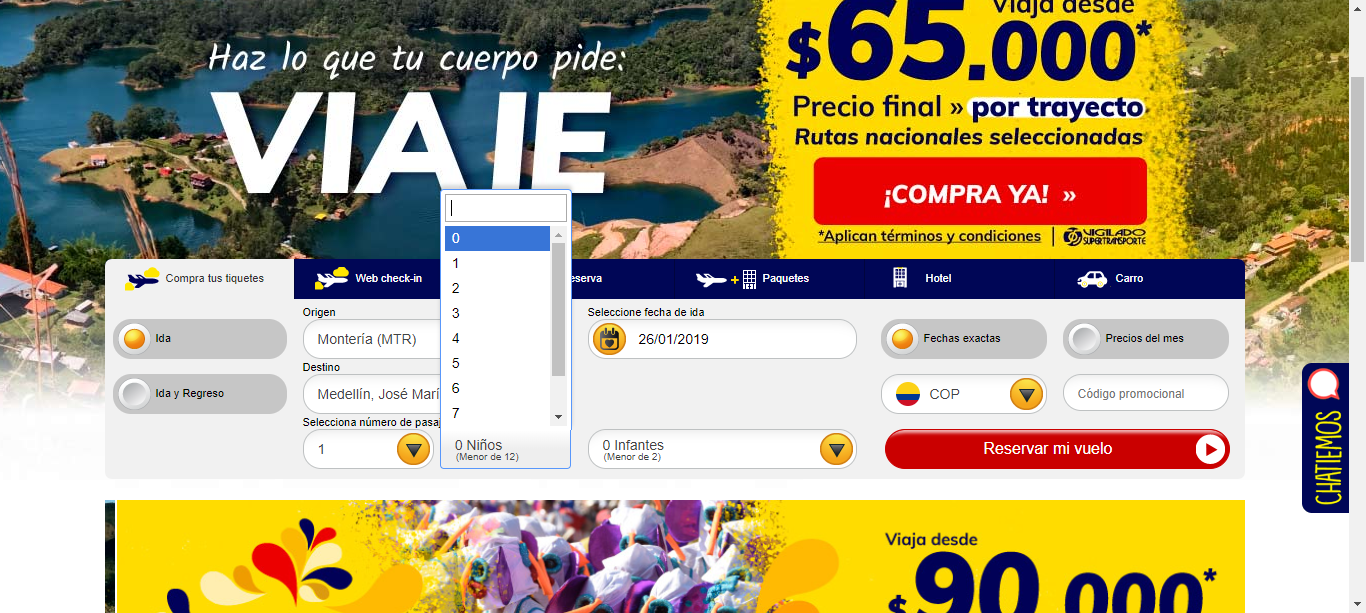 Viaja desde
$65.000*
Haz lo que tu cuerpo pide:
VIAJE
Precio final » por trayecto
Rutas nacionales seleccionadas
¡COMPRA YA! »
*Aplican términos y condiciones | VIGILADO
SUPERTRANSPORTE
Compra tus tiquetes
Web check-in
serva
Paquetes
Hotel
Carro
0
1
2
3
4
5
6
7
Origen
Seleccione fecha de ida
Ida
Montería (MTR)
26/01/2019
Fechas exactas
Precios del mes
Destino
Ida y Regreso
Medellín, José Marí
COP
Código promocional
Selecciona número de pasaj
1
0 Niños
(Menor de 12)
0 Infantes
(Menor de 2)
Reservar mi vuelo
CHATIEMOS
Viaja desde
$90.000*